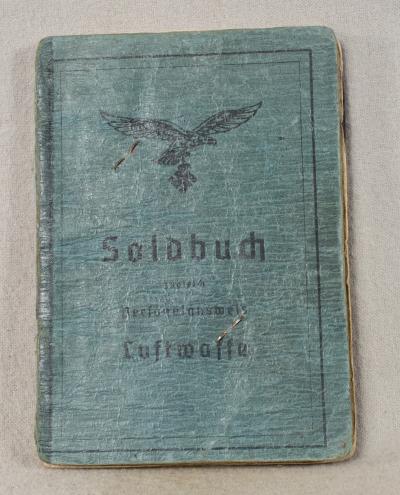 Soldbuch
zugleich
Personalausweis
Luftwaffe